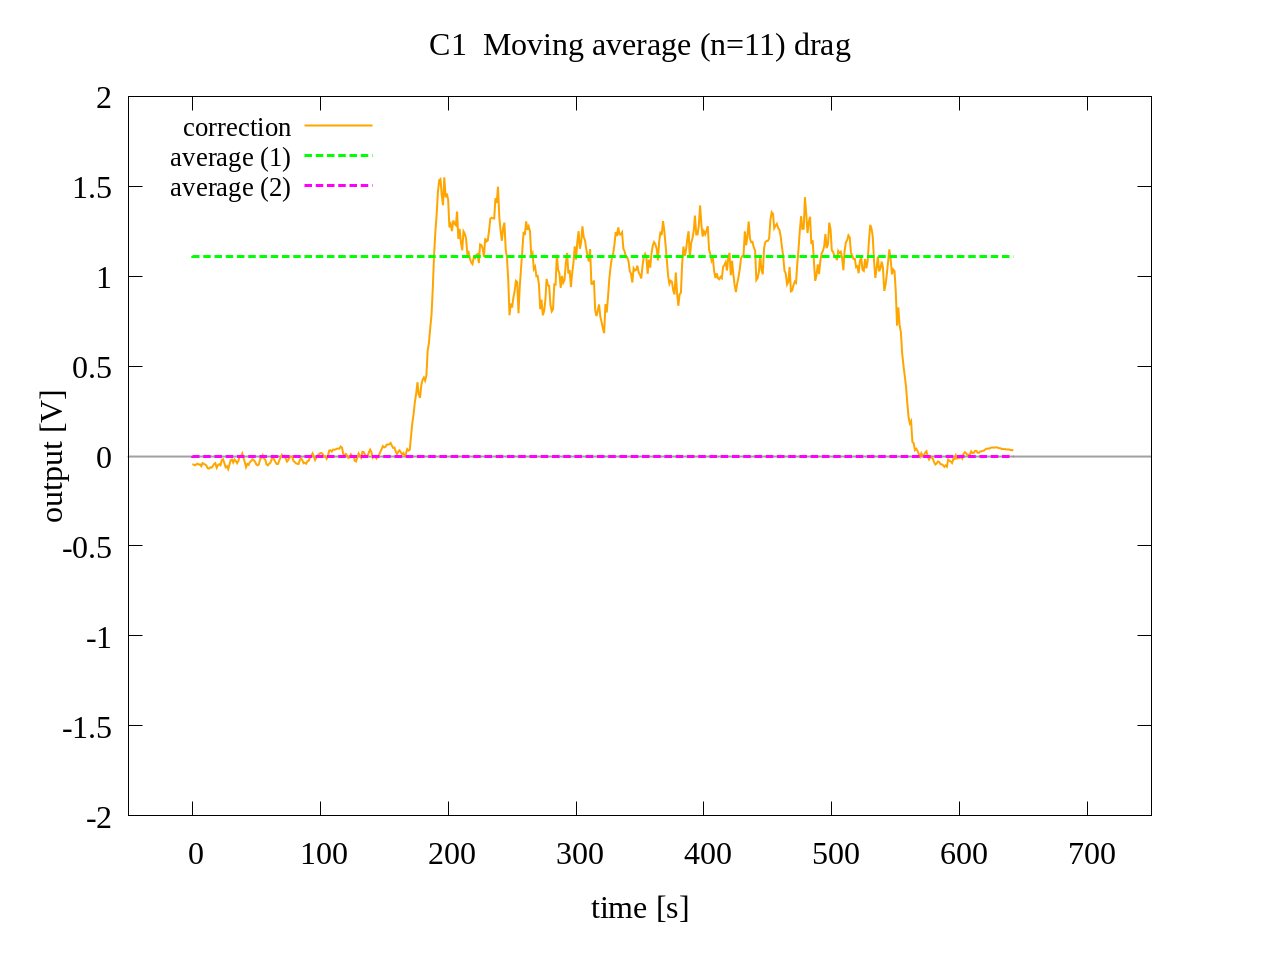 C1  Moving average (n=11) drag
correction
average (1)
average (2)
output [V]
2
1.5
1
0.5
0
-0.5
-1
-1.5
-2
0 100 200 300 400 500 600 700
time [s]